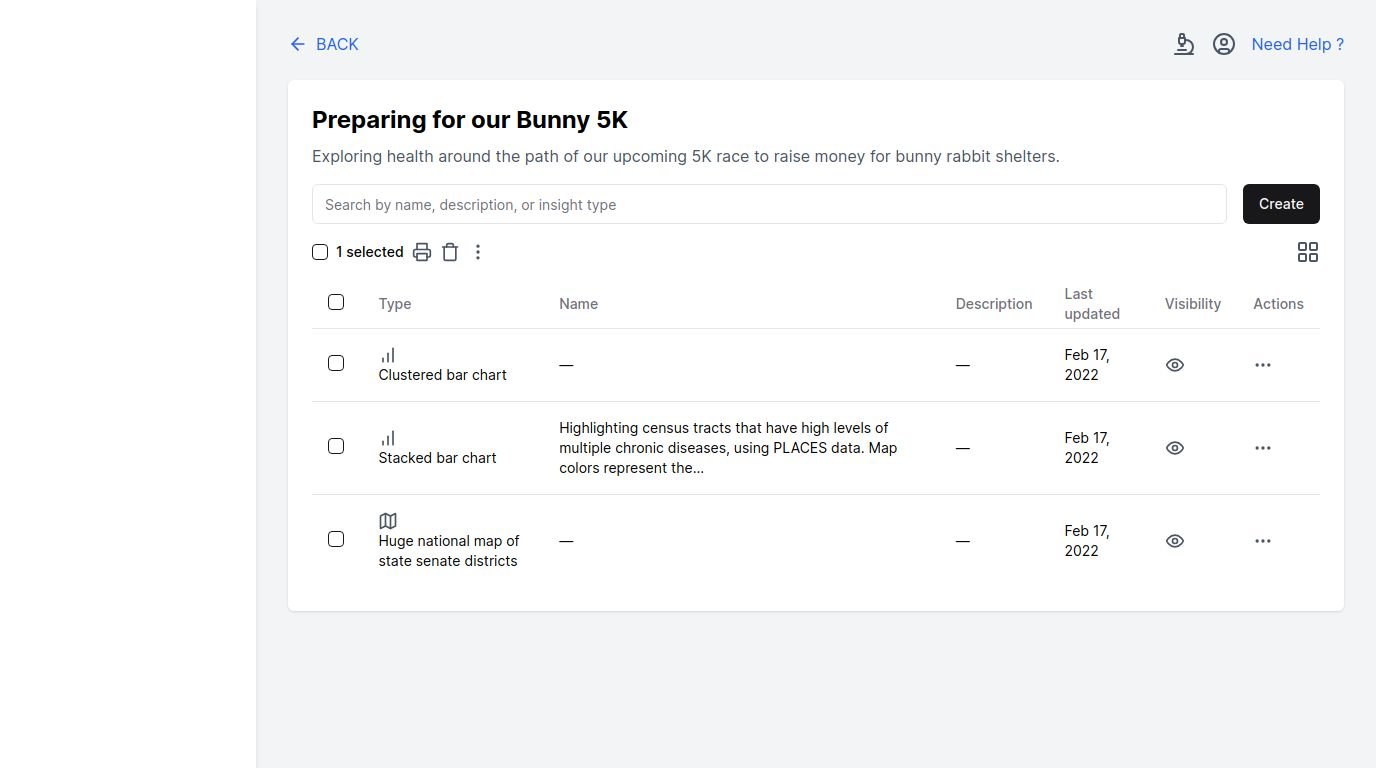 BACK
Need Help ?
Preparing for our Bunny 5K
Exploring health around the path of our upcoming 5K race to raise money for bunny rabbit shelters.
Search by name, description, or insight type
Create
1 selected
Type
Name
Description
Last
updated
Visibility
Actions
Clustered bar chart
—
—
Feb 17,
2022
Stacked bar chart
Highlighting census tracts that have high levels of
multiple chronic diseases, using PLACES data. Map
colors represent the...
—
Feb 17,
2022
Huge national map of
state senate districts
—
—
Feb 17,
2022